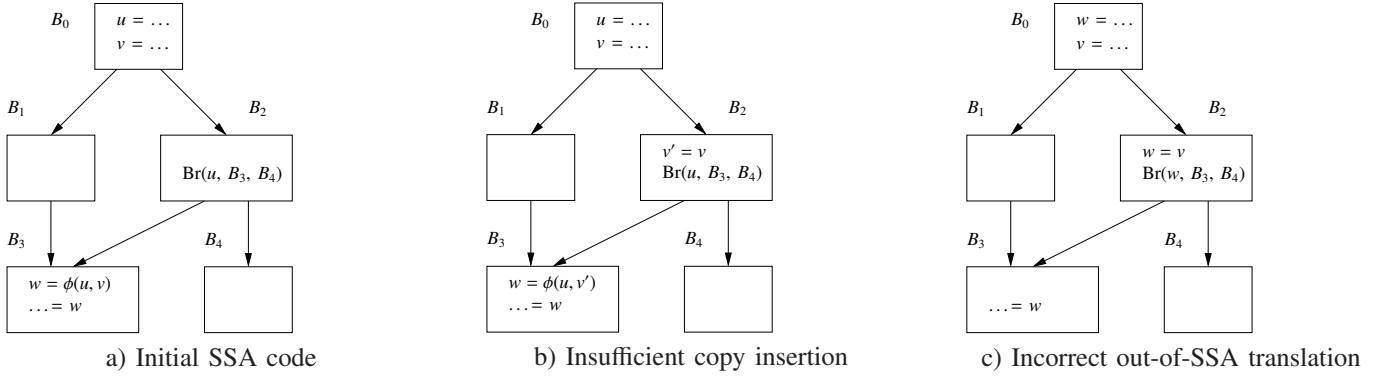 B₀
u = …
v = …
B₁
B₂
Br(u, B₃, B₄)
B₃
B₄
w = ϕ(u, v)
… = w
a) Initial SSA code
B₀
u = …
v = …
B₁
B₂
v′ = v
Br(u, B₃, B₄)
B₃
B₄
w = ϕ(u, v′)
… = w
b) Insufficient copy insertion
B₀
w = …
v = …
B₁
B₂
w = v
Br(w, B₃, B₄)
B₃
B₄
… = w
c) Incorrect out-of-SSA translation